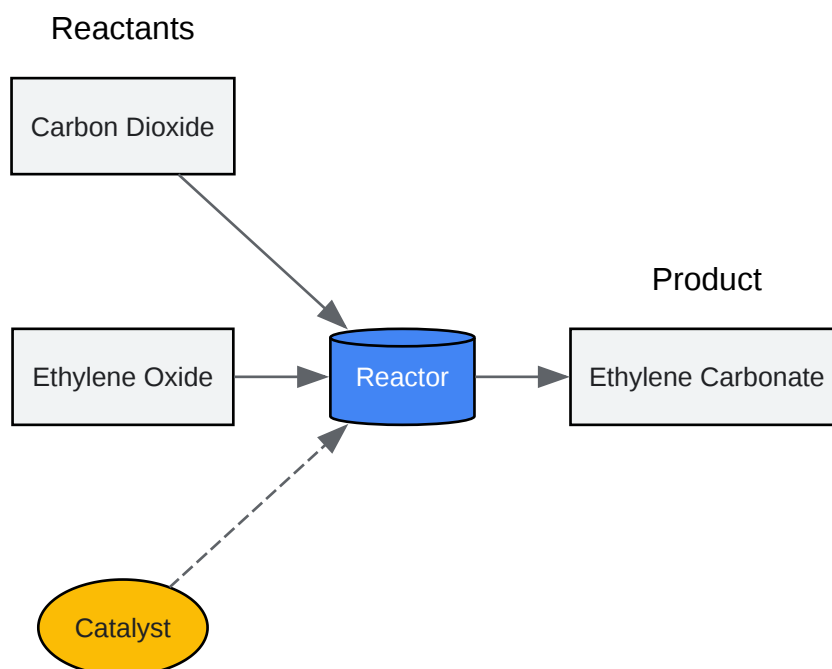 Reactants
Carbon Dioxide
Product
Ethylene Oxide
Reactor
Ethylene Carbonate
Catalyst